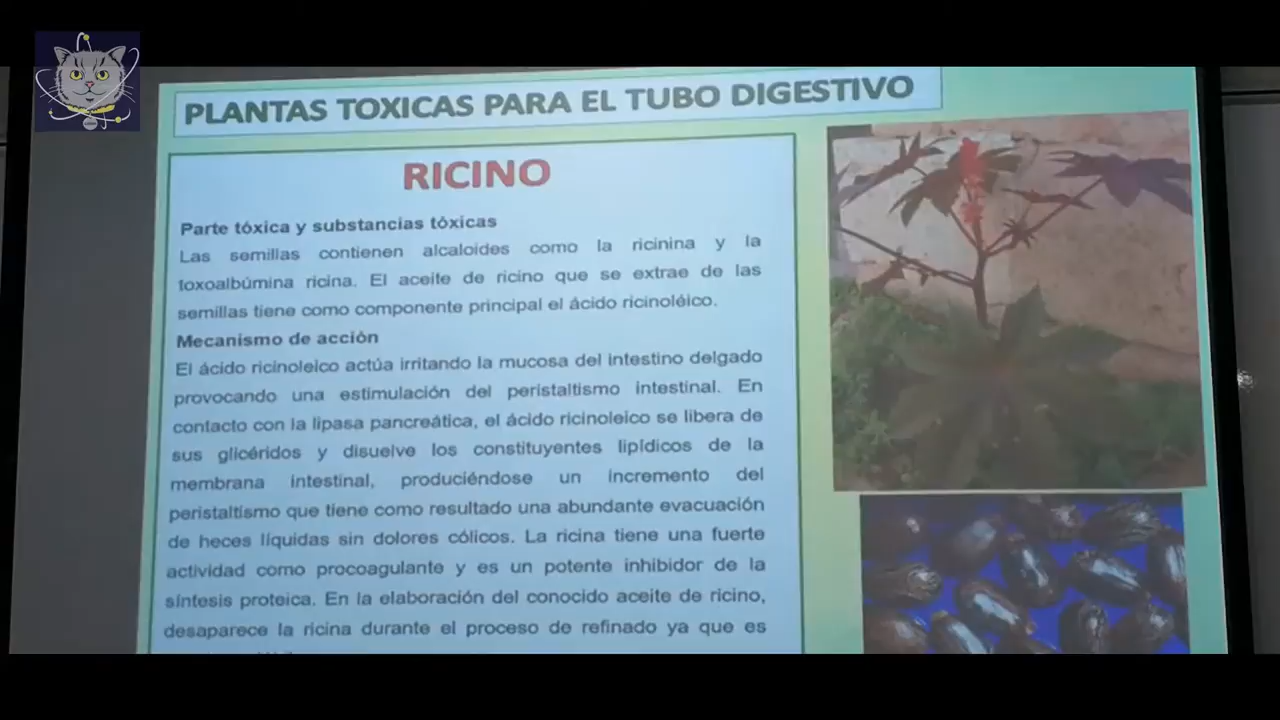 PLANTAS TOXICAS PARA EL TUBO DIGESTIVO
RICINO
Parte tóxica y substancias tóxicas
Las semillas contienen alcaloides como la ricinina y la
toxoalbúmina ricina. El aceite de ricino que se extrae de las
semillas tiene como componente principal el ácido ricinoléico.
Mecanismo de acción
El ácido ricinoleico actúa irritando la mucosa del intestino delgado
provocando una estimulación del peristaltismo intestinal. En
contacto con la lipasa pancreática, el ácido ricinoleico se libera de
sus glicéridos y disuelve los constituyentes lipídicos de la
membrana intestinal, produciéndose un incremento del
peristaltismo que tiene como resultado una abundante evacuación
de heces líquidas sin dolores cólicos. La ricina tiene una fuerte
actividad como procoagulante y es un potente inhibidor de la
síntesis proteica. En la elaboración del conocido aceite de ricino,
desaparece la ricina durante el proceso de refinado ya que es